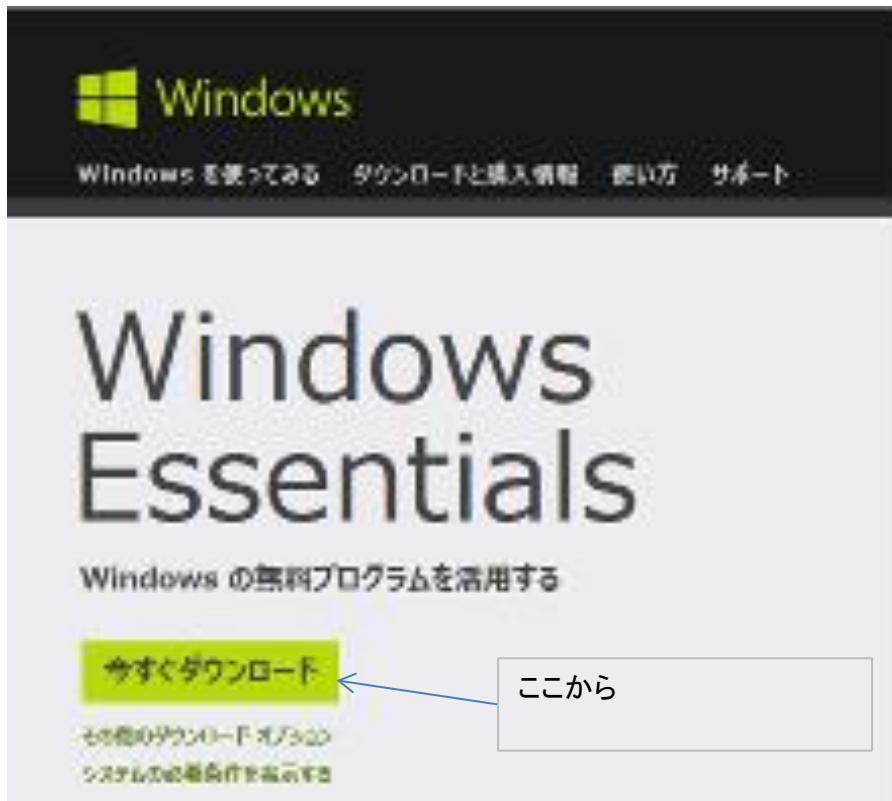 Windows
Windows を使ってみる ダウンロードと購入情報 使い方 サポート
Windows
Essentials
Windows の無料プログラムを活用する
今すぐダウンロード
ここから
その他のダウンロード オプション
システムの必要条件を表示する